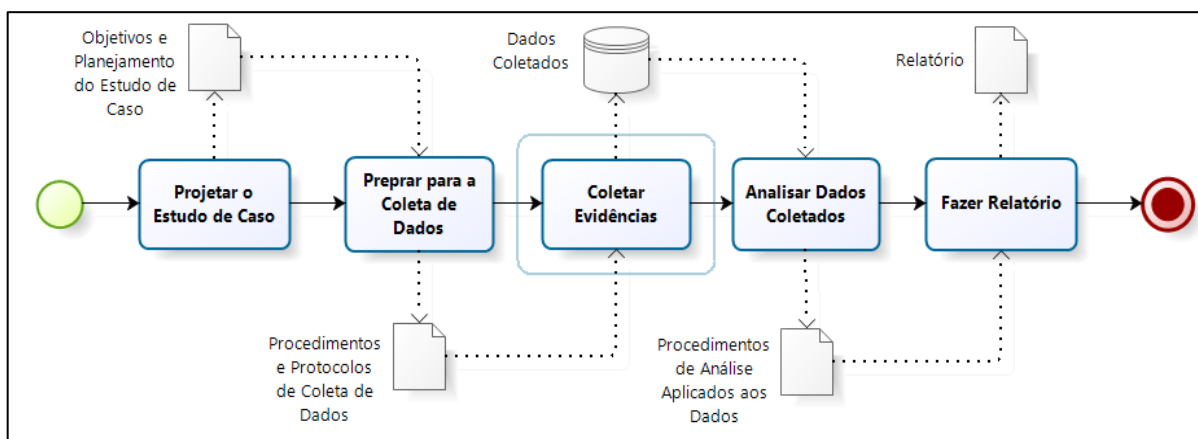 Objetivos e
Planejamento
do Estudo de
Caso
Dados
Coletados
Relatório
Projetar o
Estudo de Caso
Preprar para a
Coleta de
Dados
Coletar
Evidências
Analisar Dados
Coletados
Fazer Relatório
Procedimentos
e Protocolos
de Coleta de
Dados
Procedimentos
de Análise
Aplicados aos
Dados